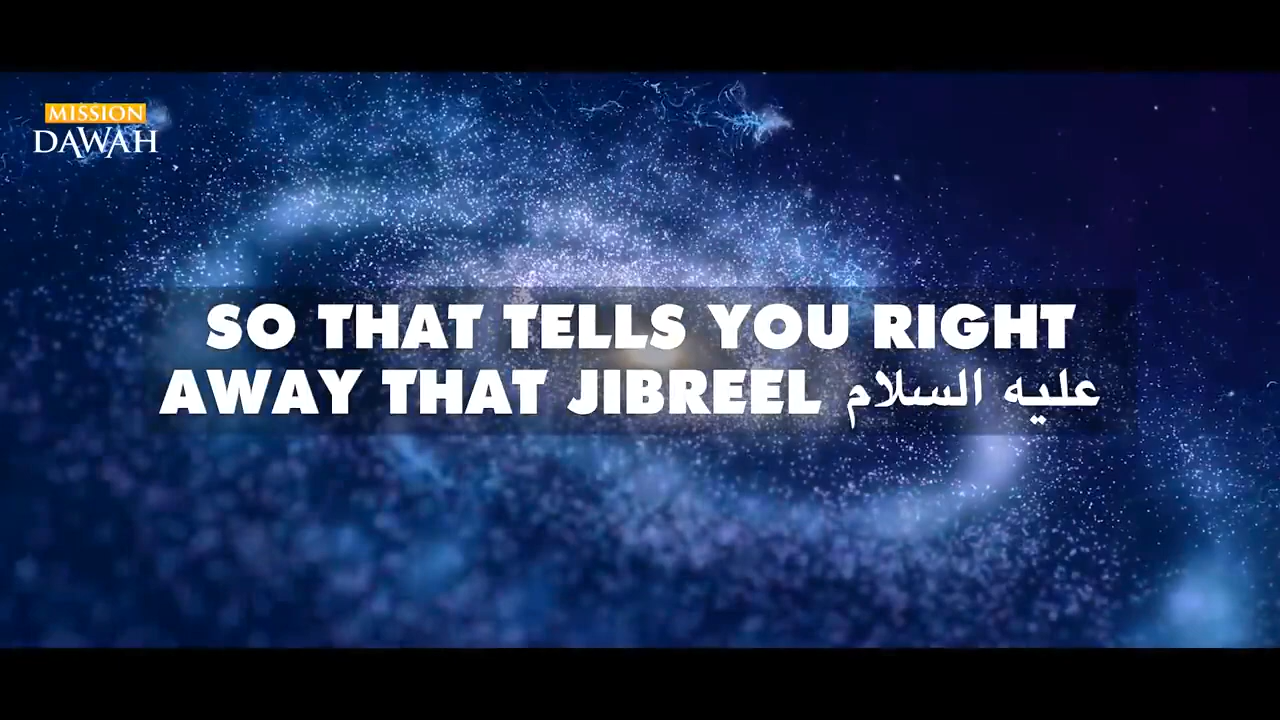 MISSION
DAWAH
SO THAT TELLS YOU RIGHT
AWAY THAT JIBREEL عليه السلام